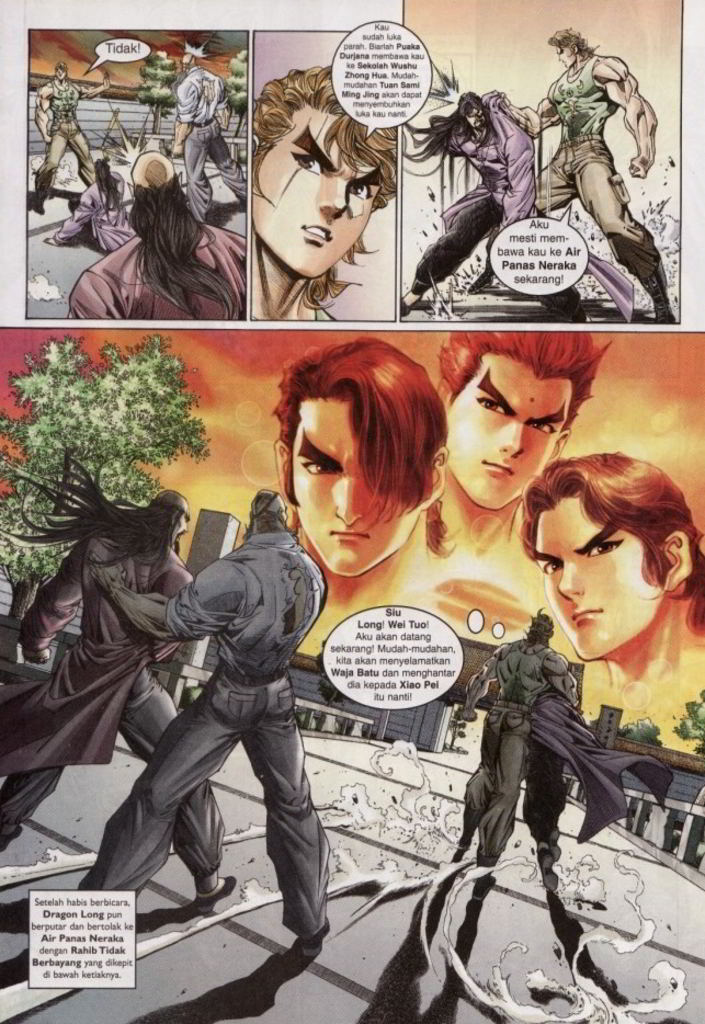 Tidak!
Kau
sudah luka
parah. Biarlah Puaka
Durjana membawa kau
ke Sekolah Wushu
Zhong Hua. Mudah-
mudahan Tuan Sami
Ming Jing akan dapat
menyembuhkan
luka kau nanti.
Aku
mesti mem-
bawa kau ke Air
Panas Neraka
sekarang!
Siu
Long! Wei Tuo!
Aku akan datang
sekarang! Mudah-mudahan,
kita akan menyelamatkan
Waja Batu dan menghantar
dia kepada Xiao Pei
itu nanti!
Setelah habis berbicara,
Dragon Long pun
berputar dan bertolak ke
Air Panas Neraka
dengan Rahib Tidak
Berbayang yang dikepit
di bawah ketiaknya.